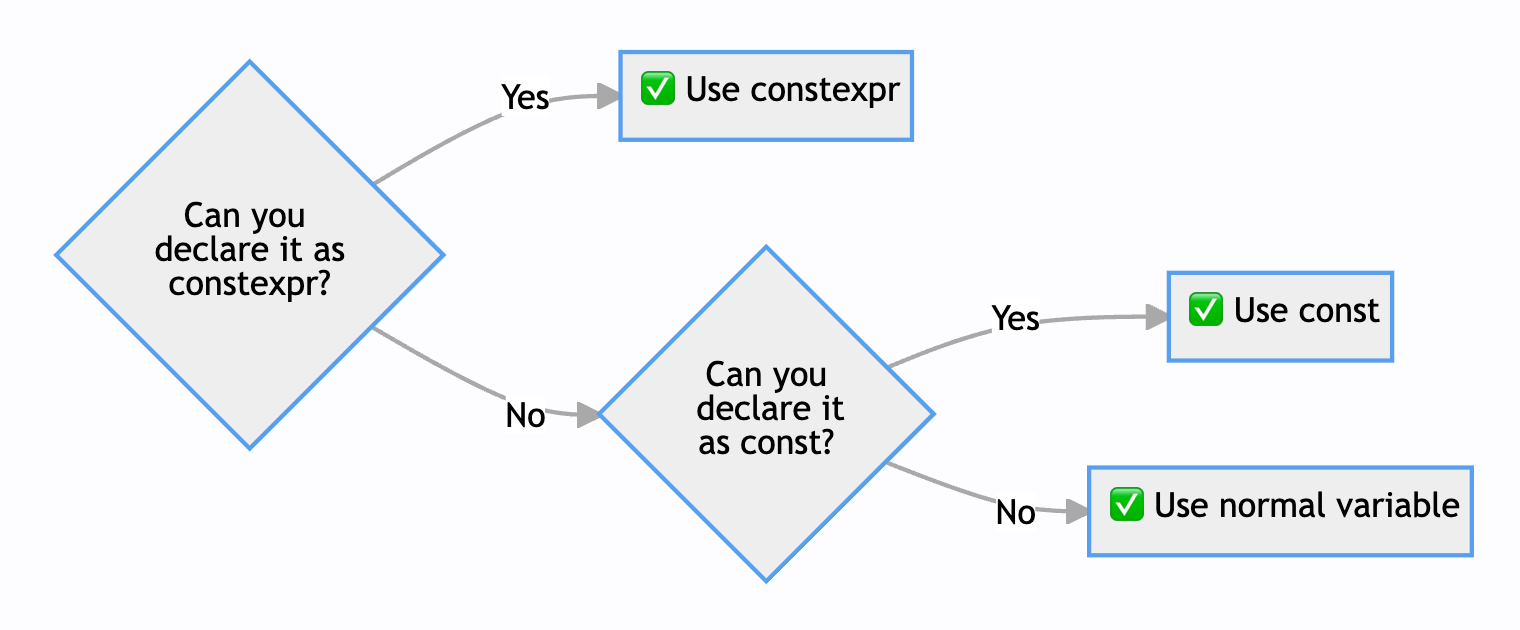 Can you
declare it as
constexpr?
Yes
✅ Use constexpr
No
Can you
declare it
as const?
Yes
✅ Use const
No
✅ Use normal variable